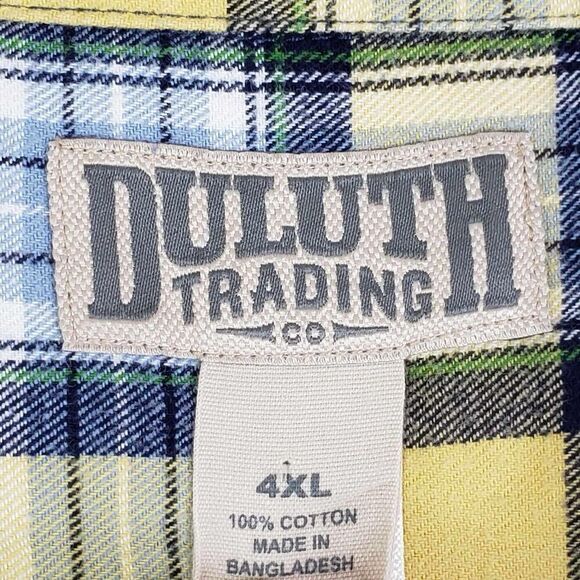 DULUTH
TRADING
CO
4XL
100% COTTON
MADE IN
BANGLADESH